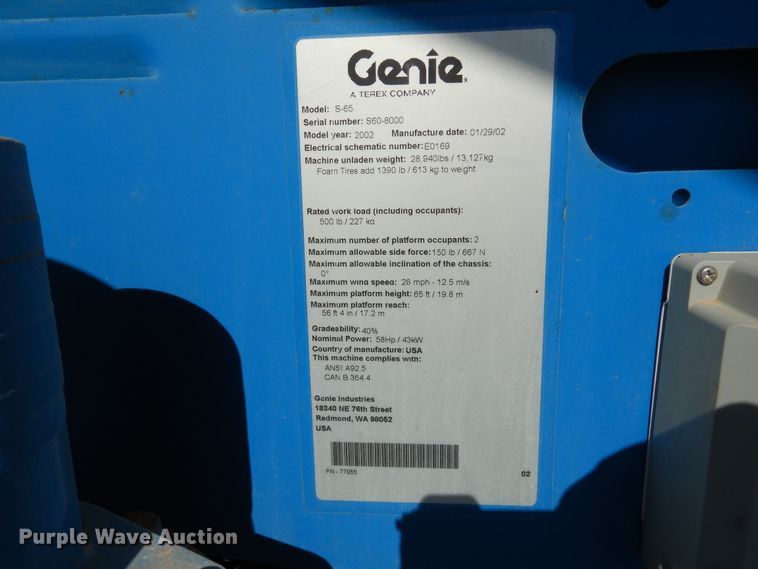 Genie
A TEREX COMPANY
Model: S-65
Serial number: S60-8000
Model year: 2002 Manufacture date: 01/29/02
Electrical schematic number: E0169
Machine unladen weight: 28,940lbs / 13,127kg
Foam Tires add 1390 lb / 613 kg to weight
Rated work load (including occupants):
500 lb / 227 kg
Maximum number of platform occupants: 2
Maximum allowable side force: 150 lb / 667 N
Maximum allowable inclination of the chassis:
0°
Maximum wind speed: 28 mph - 12.5 m/s
Maximum platform height: 65 ft / 19.8 m
Maximum platform reach:
56 ft 4 in / 17.2 m
Gradeability: 40%
Nominal Power: 58Hp / 43kW
Country of manufacture: USA
This machine complies with:
ANSI A92.5
CAN B.354.4
Genie Industries
18340 NE 76th Street
Redmond, WA 98052
USA
PN - 77055 02
Purple Wave Auction